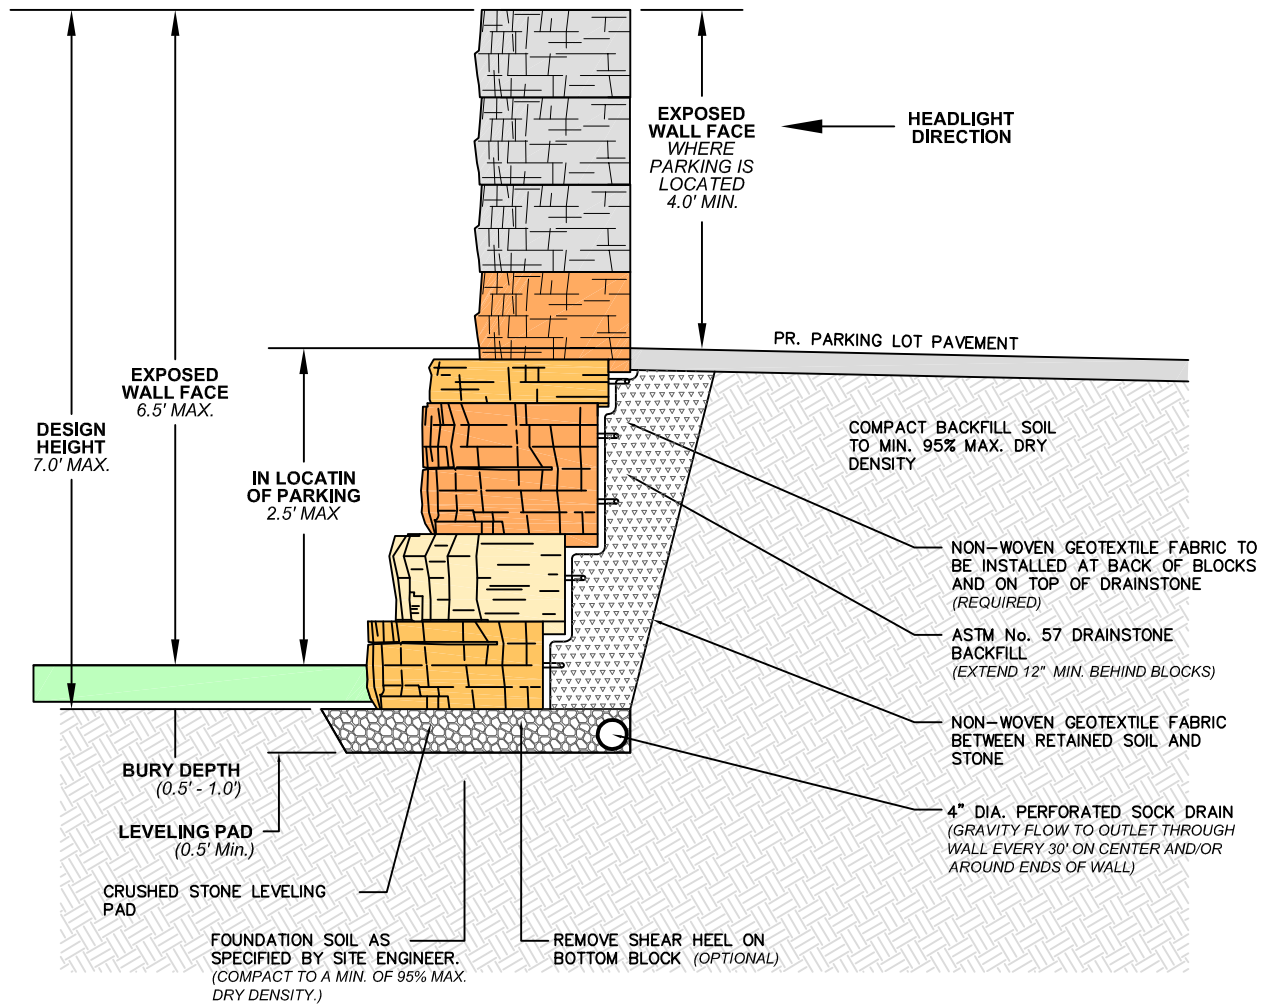 EXPOSED
WALL FACE
WHERE
PARKING IS
LOCATED
4.0' MIN.
HEADLIGHT
DIRECTION
PR. PARKING LOT PAVEMENT
EXPOSED
WALL FACE
6.5' MAX.
DESIGN
HEIGHT
7.0' MAX.
IN LOCATIN
OF PARKING
2.5' MAX
COMPACT BACKFILL SOIL
TO MIN. 95% MAX. DRY
DENSITY
NON-WOVEN GEOTEXTILE FABRIC TO
BE INSTALLED AT BACK OF BLOCKS
AND ON TOP OF DRAINSTONE
(REQUIRED)
ASTM No. 57 DRAINSTONE
BACKFILL
(EXTEND 12" MIN. BEHIND BLOCKS)
NON-WOVEN GEOTEXTILE FABRIC
BETWEEN RETAINED SOIL AND
STONE
BURY DEPTH
(0.5' - 1.0')
LEVELING PAD
(0.5' Min.)
4" DIA. PERFORATED SOCK DRAIN
(GRAVITY FLOW TO OUTLET THROUGH
WALL EVERY 30' ON CENTER AND/OR
AROUND ENDS OF WALL)
CRUSHED STONE LEVELING
PAD
FOUNDATION SOIL AS
SPECIFIED BY SITE ENGINEER.
(COMPACT TO A MIN. OF 95% MAX.
DRY DENSITY.)
REMOVE SHEAR HEEL ON
BOTTOM BLOCK (OPTIONAL)